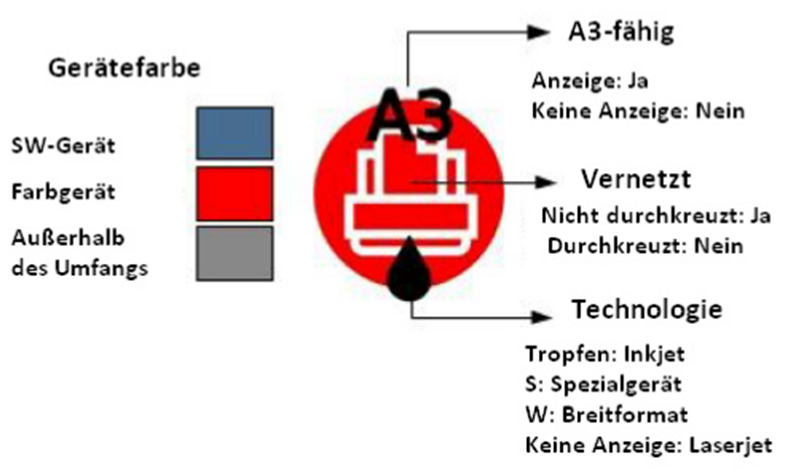 Gerätefarbe
SW-Gerät
Farbgerät
Außerhalb
des Umfangs
A3
A3-fähig
Anzeige: Ja
Keine Anzeige: Nein
Vernetzt
Nicht durchkreuzt: Ja
Durchkreuzt: Nein
Technologie
Tropfen: Inkjet
S: Spezialgerät
W: Breitformat
Keine Anzeige: Laserjet